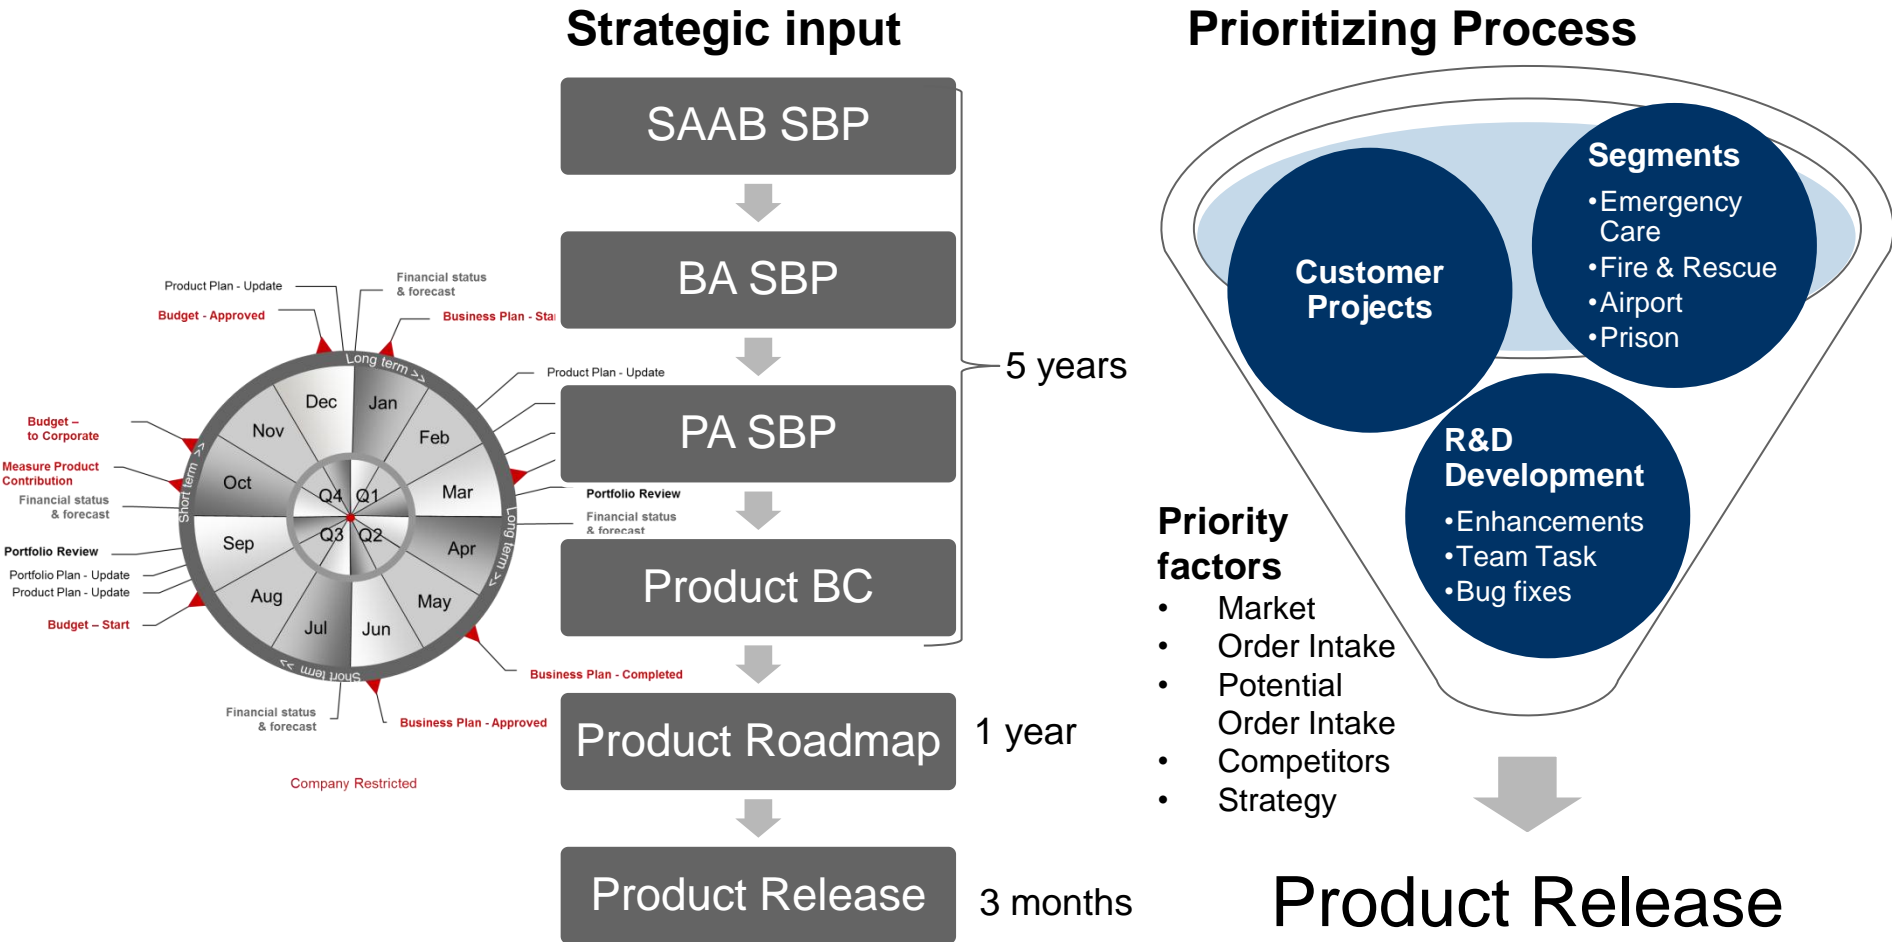 Strategic input
Prioritizing Process
SAAB SBP
BA SBP
PA SBP
Product BC
Product Roadmap
Product Release
5 years
1 year
3 months
Product Plan - Update
Financial status
& forecast
Budget - Approved
Business Plan - Sta
Product Plan - Update
Budget –
to Corporate
Measure Product
Contribution
Financial status
& forecast
Portfolio Review
Portfolio Plan - Update
Product Plan - Update
Budget – Start
Portfolio Review
Financial status
& forecast
Business Plan - Completed
Business Plan - Approved
Financial status
& forecast
Company Restricted
Long term >>
Long term >>
Short term >>
Short term >>
Jan
Feb
Mar
Apr
May
Jun
Jul
Aug
Sep
Oct
Nov
Dec
Q4
Q1
Q3
Q2
Customer
Projects
Segments
•Emergency
Care
•Fire & Rescue
•Airport
•Prison
R&D
Development
•Enhancements
•Team Task
•Bug fixes
Priority
factors
• Market
• Order Intake
• Potential
Order Intake
• Competitors
• Strategy
Product Release